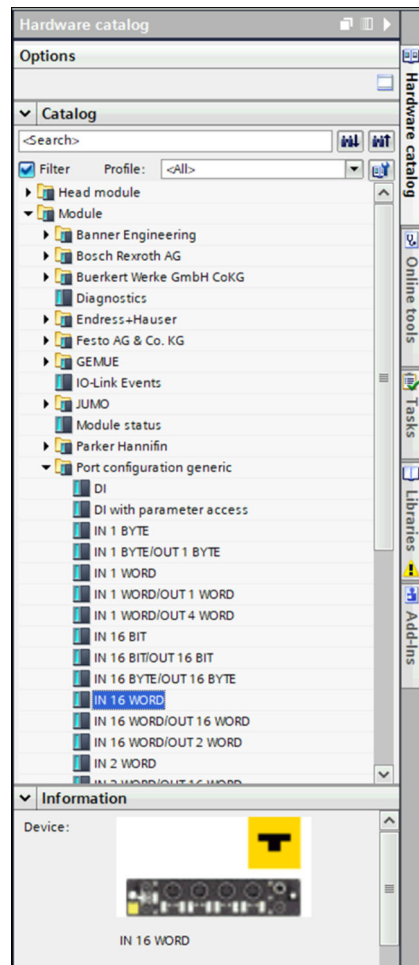 Hardware catalog
Options
Catalog
<Search>
Filter Profile: <All>
Head module
Module
Banner Engineering
Bosch Rexroth AG
Buerkert Werke GmbH CoKG
Diagnostics
Endress+Hauser
Festo AG & Co. KG
GEMUE
IO-Link Events
JUMO
Module status
Parker Hannifin
Port configuration generic
DI
DI with parameter access
IN 1 BYTE
IN 1 BYTE/OUT 1 BYTE
IN 1 WORD
IN 1 WORD/OUT 1 WORD
IN 1 WORD/OUT 4 WORD
IN 16 BIT
IN 16 BIT/OUT 16 BIT
IN 16 BYTE/OUT 16 BYTE
IN 16 WORD
IN 16 WORD/OUT 16 WORD
IN 16 WORD/OUT 2 WORD
IN 2 WORD
IN 2 WORD/OUT 16 WORD
Information
Device:
IN 16 WORD
Hardware catalog
Online tools
Tasks
Libraries
Add-Ins